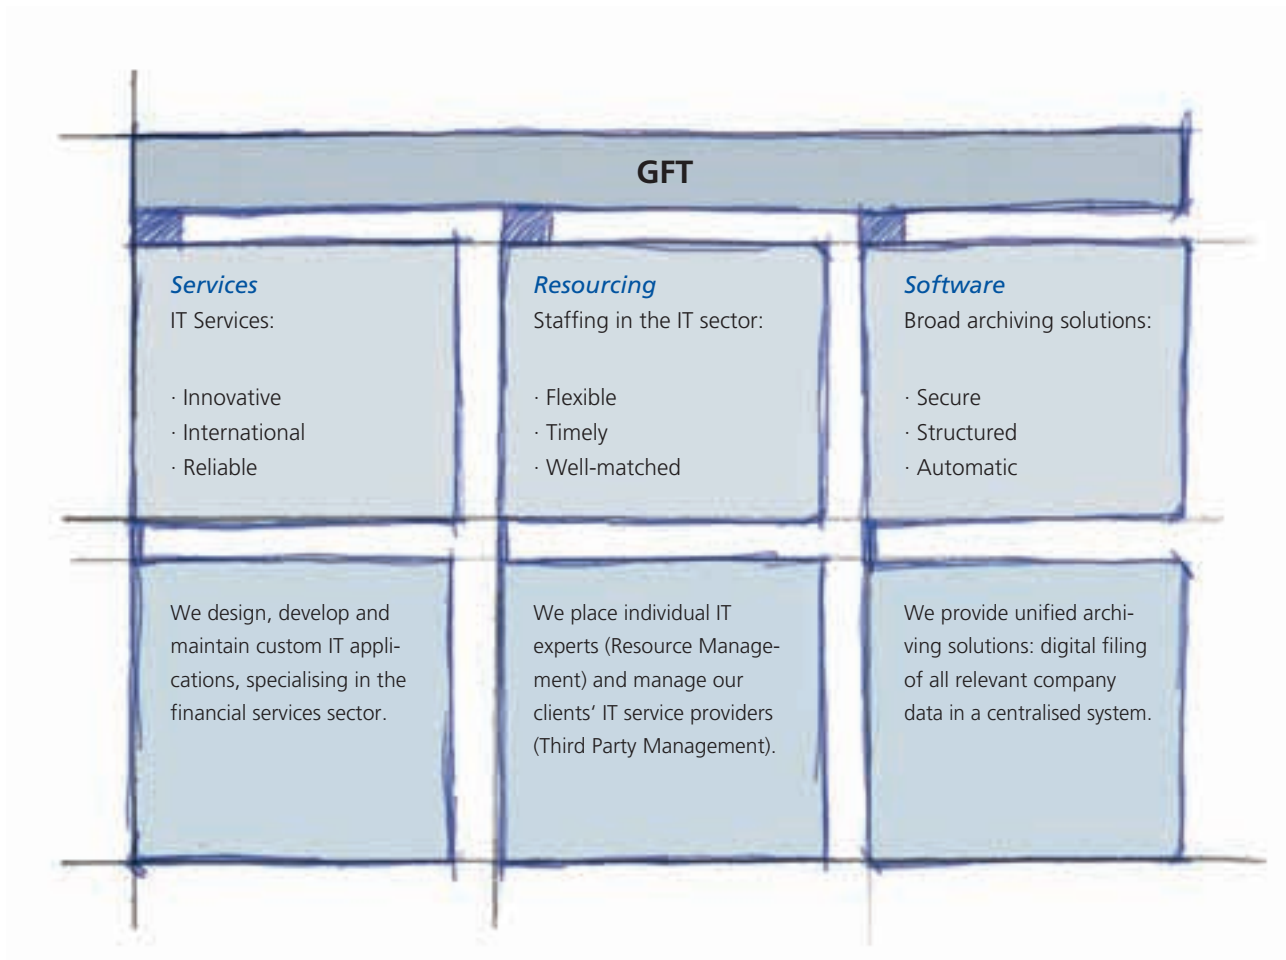 GFT
Services
IT Services:
· Innovative
· International
· Reliable
Resourcing
Staffing in the IT sector:
· Flexible
· Timely
· Well-matched
Software
Broad archiving solutions:
· Secure
· Structured
· Automatic
We design, develop and
maintain custom IT appli-
cations, specialising in the
financial services sector.
We place individual IT
experts (Resource Manage-
ment) and manage our
clients’ IT service providers
(Third Party Management).
We provide unified archi-
ving solutions: digital filing
of all relevant company
data in a centralised system.